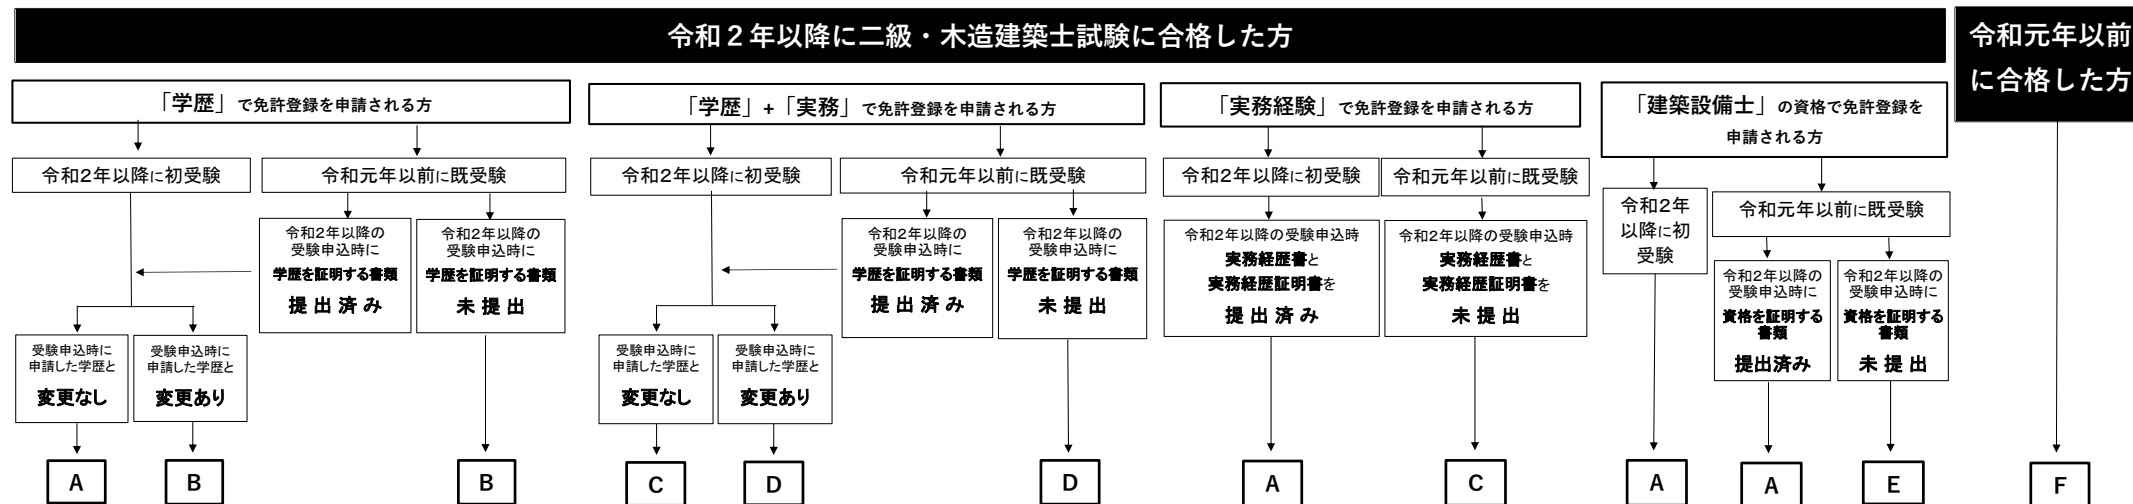 令和２年以降に二級・木造建築士試験に合格した方
令和元年以前
に合格した方
「学歴」で免許登録を申請される方
令和2年以降に初受験
令和元年以前に既受験
令和2年以降の
受験申込時に
学歴を証明する書類
提出済み
令和2年以降の
受験申込時に
学歴を証明する書類
未提出
受験申込時に
申請した学歴と
変更なし
受験申込時に
申請した学歴と
変更あり
A
B
B
「学歴」+「実務」で免許登録を申請される方
令和2年以降に初受験
令和元年以前に既受験
令和2年以降の
受験申込時に
学歴を証明する書類
提出済み
令和2年以降の
受験申込時に
学歴を証明する書類
未提出
受験申込時に
申請した学歴と
変更なし
受験申込時に
申請した学歴と
変更あり
C
D
D
「実務経験」で免許登録を申請される方
令和2年以降に初受験
令和元年以前に既受験
令和2年以降の受験申込時
実務経歴書と
実務経歴証明書を
提出済み
令和2年以降の受験申込時
実務経歴書と
実務経歴証明書を
未提出
A
C
「建築設備士」の資格で免許登録を
申請される方
令和2年
以降に初
受験
令和元年以前に既受験
令和2年以降の
受験申込時に
資格を証明する
書類
提出済み
令和2年以降の
受験申込時に
資格を証明する
書類
未提出
A
A
E
F